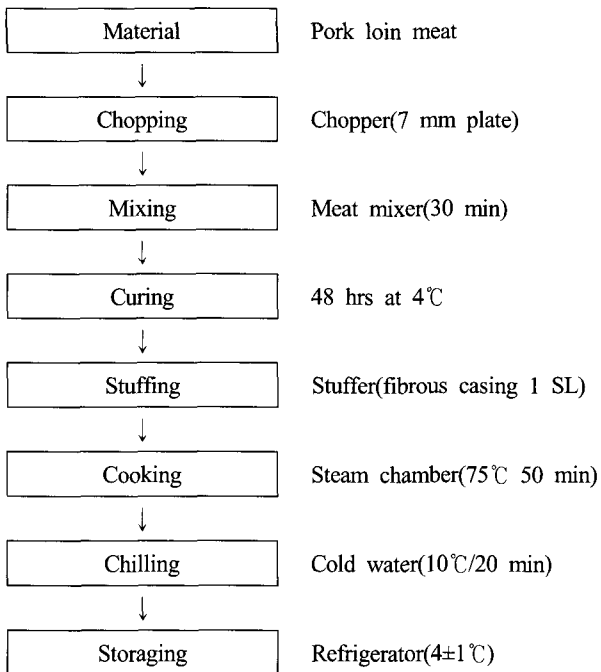 Material Pork loin meat
↓
Chopping Chopper(7 mm plate)
↓
Mixing Meat mixer(30 min)
↓
Curing 48 hrs at 4℃
↓
Stuffing Stuffer(fibrous casing 1 SL)
↓
Cooking Steam chamber(75℃ 50 min)
↓
Chilling Cold water(10℃/20 min)
↓
Storaging Refrigerator(4±1℃)